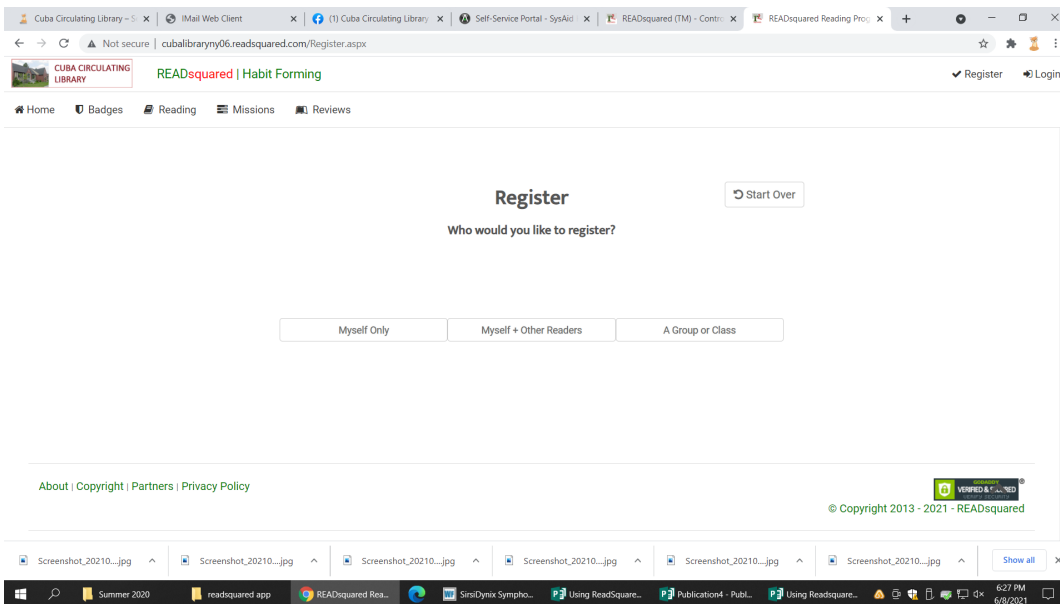 Cuba Circulating Library – S
IMail Web Client
(1) Cuba Circulating Library
Self-Service Portal - SysAid
READsquared (TM) - Contro
READsquared Reading Prog
Not secure | cubalibraryny06.readsquared.com/Register.aspx
CUBA CIRCULATING
LIBRARY
READsquared | Habit Forming
Register
Login
Home
Badges
Reading
Missions
Reviews
Register
Start Over
Who would you like to register?
Myself Only
Myself + Other Readers
A Group or Class
About | Copyright | Partners | Privacy Policy
GODADDY
VERIFIED & SECURED
VERIFY SECURITY
© Copyright 2013 - 2021 - READsquared
Screenshot_20210....jpg
Screenshot_20210....jpg
Screenshot_20210....jpg
Screenshot_20210....jpg
Screenshot_20210....jpg
Screenshot_20210....jpg
Show all
Summer 2020
readsquared app
READsquared Rea...
SirsiDynix Sympho...
Using ReadSquare...
Publication4 - Publ...
Using Readsquare...
6:27 PM
6/8/2021